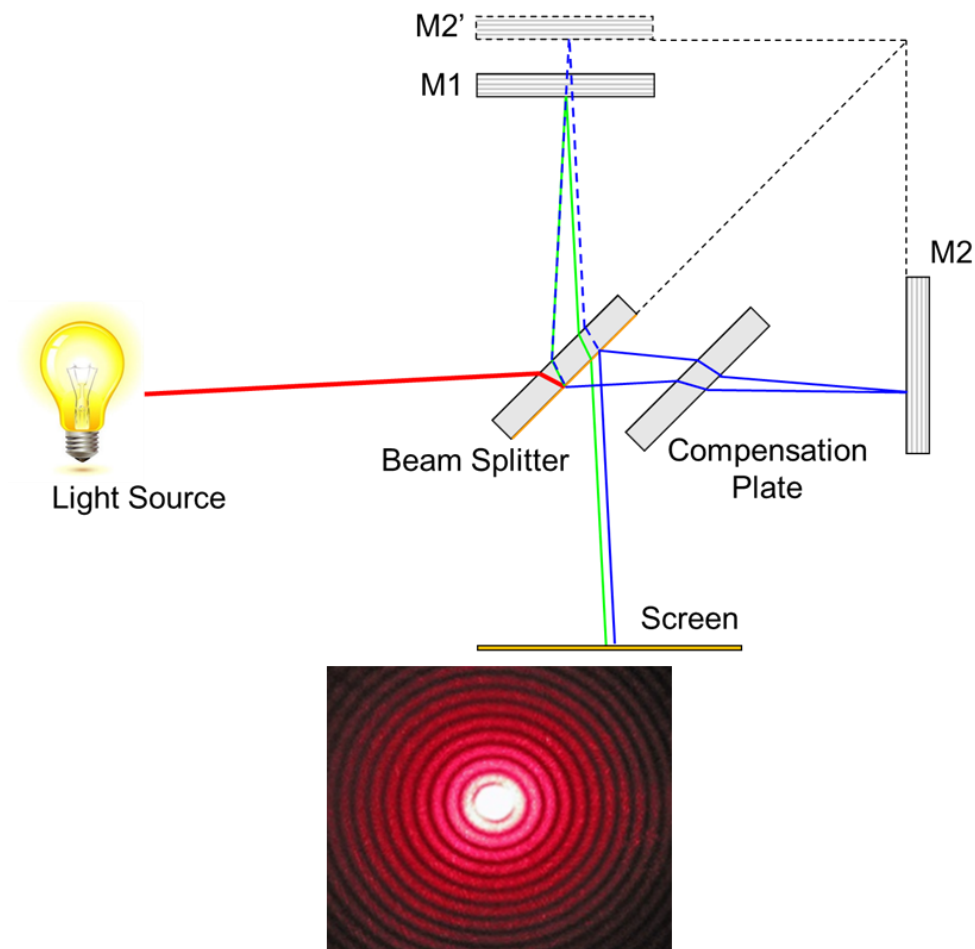 M2’
M1
M2
Beam Splitter
Compensation
Plate
Light Source
Screen